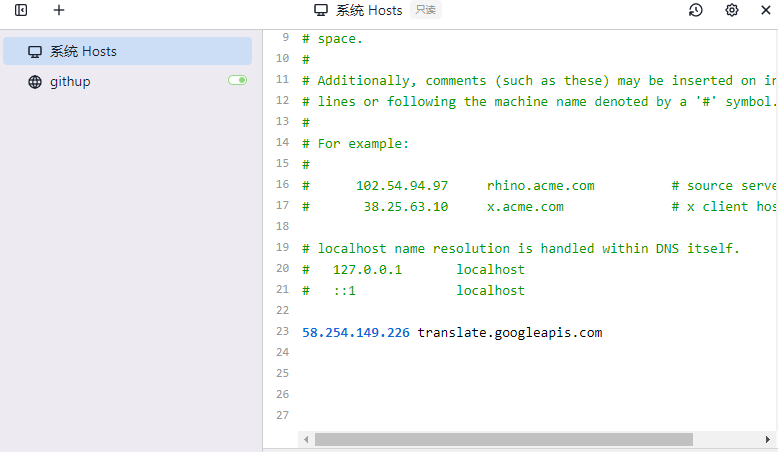 系统 Hosts 只读
系统 Hosts
githup
9 # space.
10 #
11 # Additionally, comments (such as these) may be inserted on in
12 # lines or following the machine name denoted by a '#' symbol.
13 #
14 # For example:
15 #
16 #      102.54.94.97     rhino.acme.com          # source serve
17 #       38.25.63.10     x.acme.com              # x client hos
18
19 # localhost name resolution is handled within DNS itself.
20 #   127.0.0.1       localhost
21 #   ::1             localhost
22
23 58.254.149.226 translate.googleapis.com
24
25
26
27